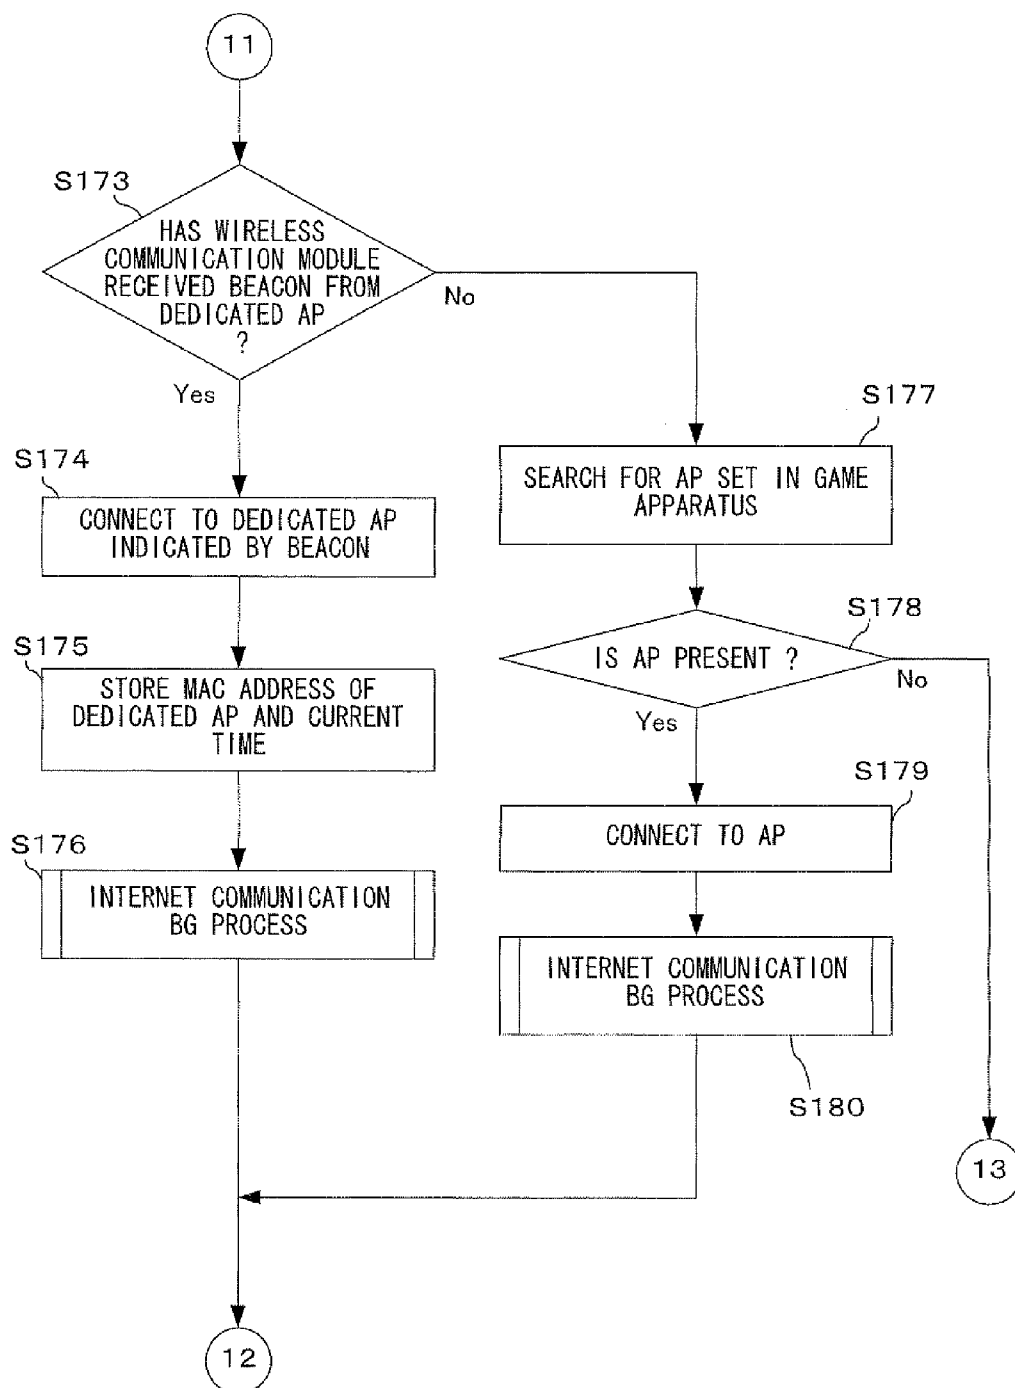 11
S173
HAS WIRELESS
COMMUNICATION MODULE
RECEIVED BEACON FROM
DEDICATED AP
?
No
Yes
S177
SEARCH FOR AP SET IN GAME
APPARATUS
S174
CONNECT TO DEDICATED AP
INDICATED BY BEACON
S178
IS AP PRESENT ?
No
Yes
S175
STORE MAC ADDRESS OF
DEDICATED AP AND CURRENT
TIME
S179
CONNECT TO AP
S176
INTERNET COMMUNICATION
BG PROCESS
INTERNET COMMUNICATION
BG PROCESS
S180
13
12